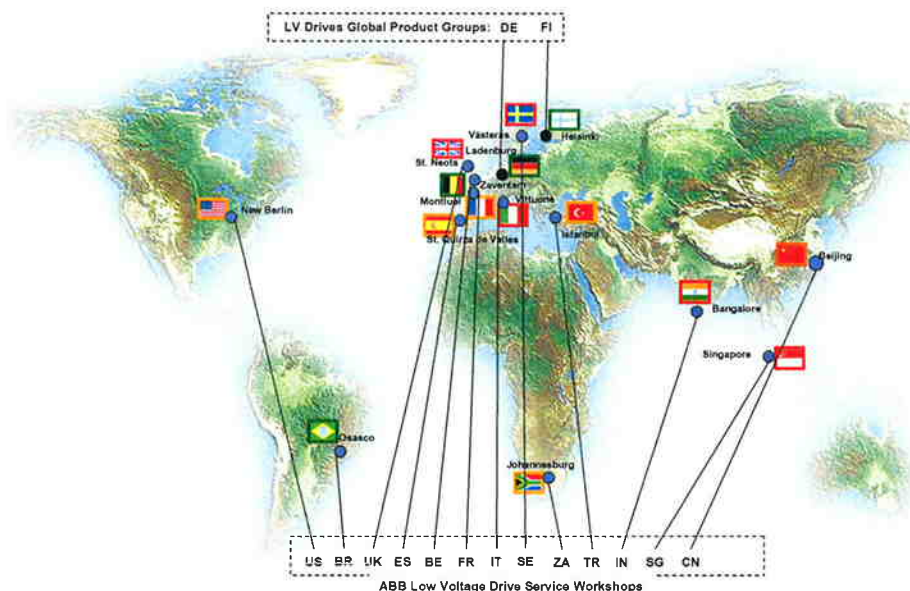 LV Drives Global Product Groups: DE FI
Västerås
Helsinki
Ladenburg
St. Neots
Zaventem
Montluel
Vittuone
New Berlin
Istanbul
St. Quirze de Valles
Beijing
Bangalore
Singapore
Osasco
Johannesburg
US BR UK ES BE FR IT SE ZA TR IN SG CN
ABB Low Voltage Drive Service Workshops